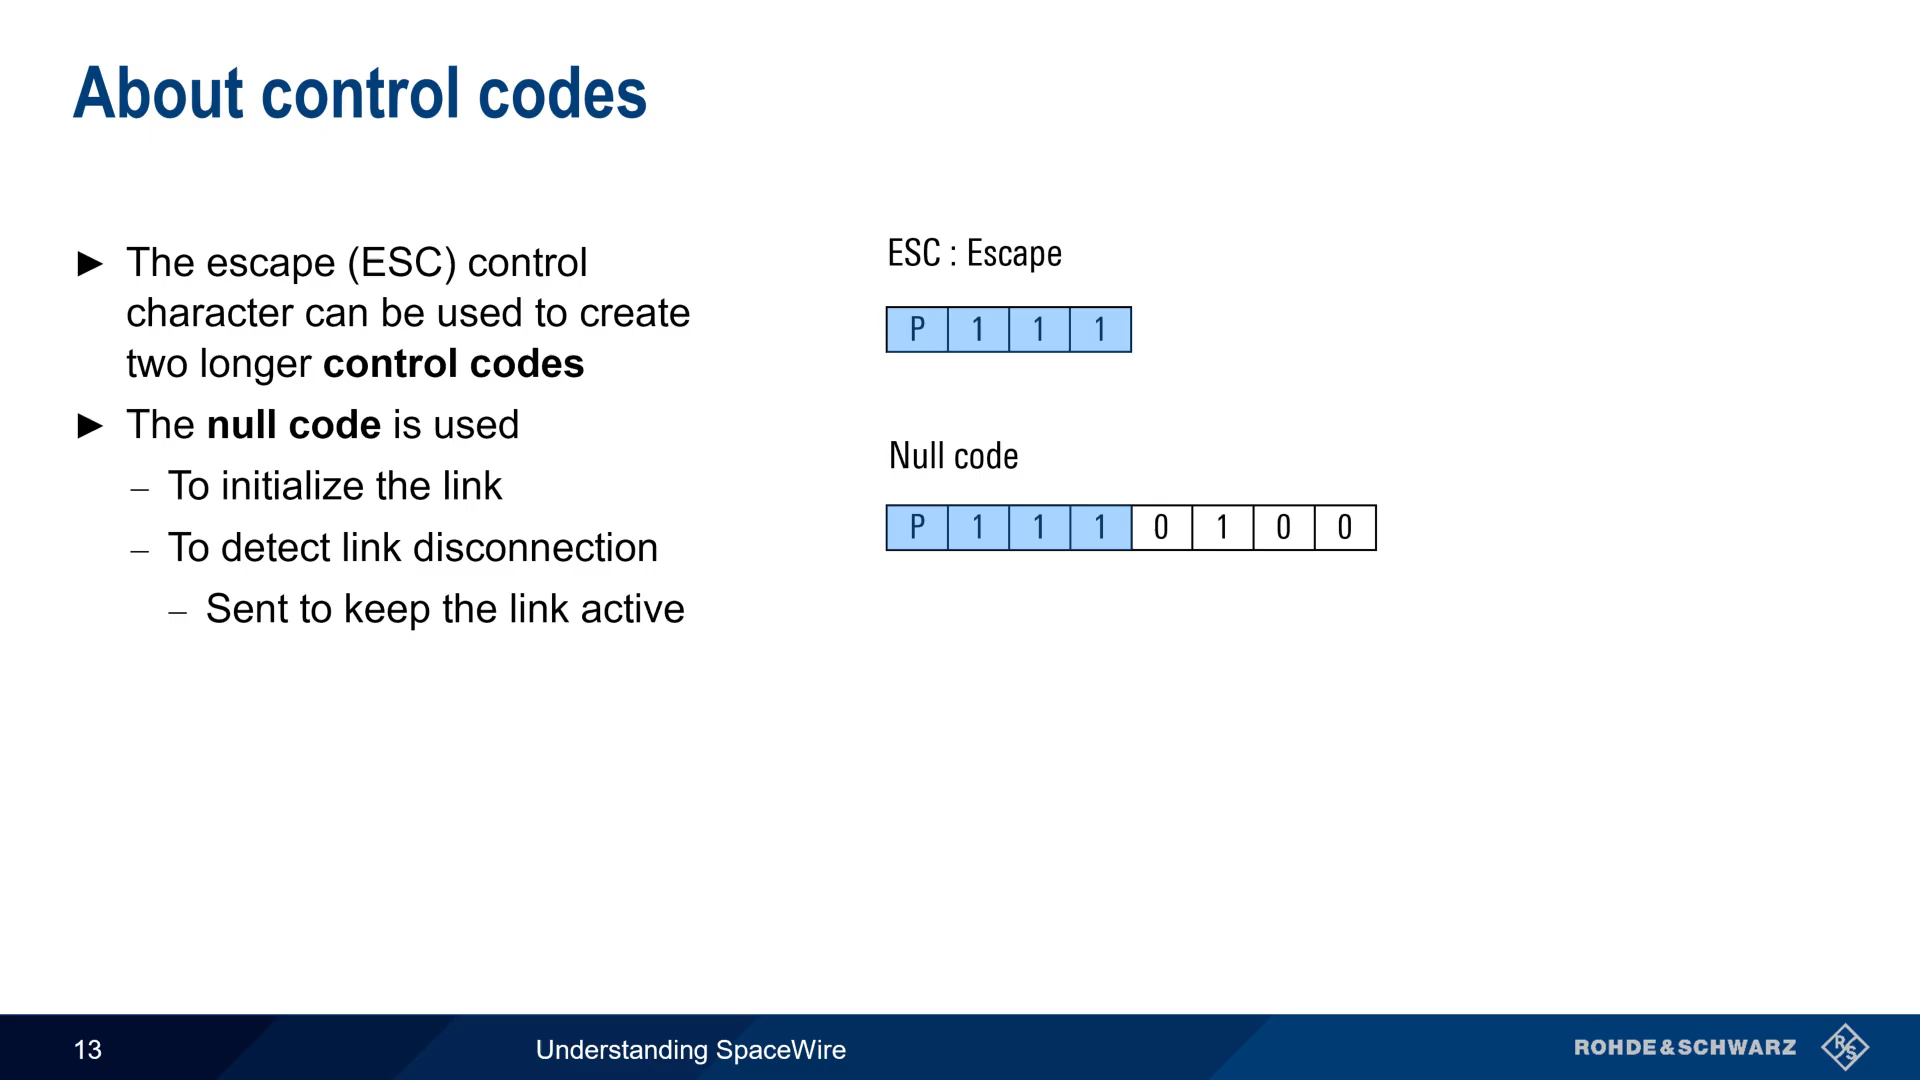 About control codes
► The escape (ESC) control
character can be used to create
two longer control codes
► The null code is used
– To initialize the link
– To detect link disconnection
– Sent to keep the link active
ESC : Escape
P 1 1 1
Null code
P 1 1 1 0 1 0 0
13
Understanding SpaceWire
ROHDE&SCHWARZ
R S